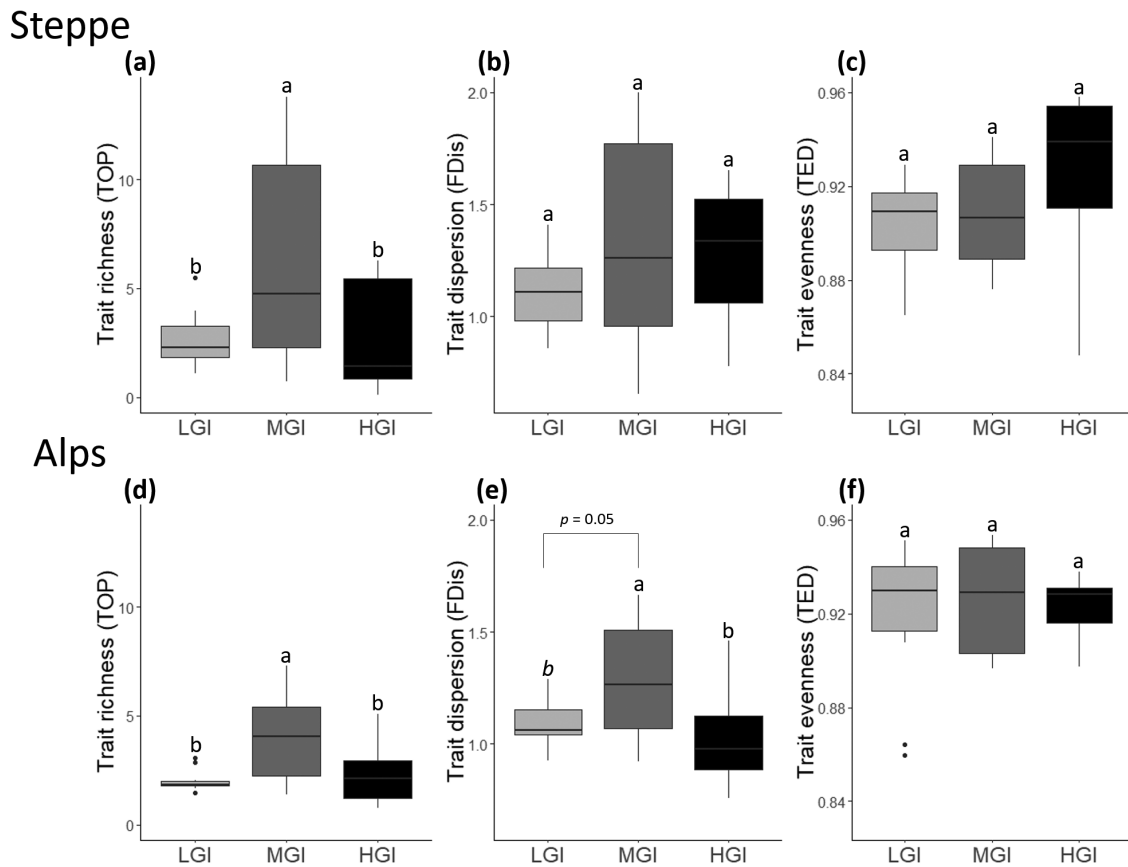 Steppe
(a) (b) (c)
Trait richness (TOP)
10
5
0
b a b
LGI MGI HGI
Trait dispersion (FDis)
2.0
1.5
1.0
a a a
LGI MGI HGI
Trait evenness (TED)
0.96
0.92
0.88
0.84
a a a
LGI MGI HGI
Alps
(d) (e) (f)
Trait richness (TOP)
10
5
0
b a b
LGI MGI HGI
Trait dispersion (FDis)
2.0
1.5
1.0
p = 0.05
b a b
LGI MGI HGI
Trait evenness (TED)
0.96
0.92
0.88
0.84
a a a
LGI MGI HGI